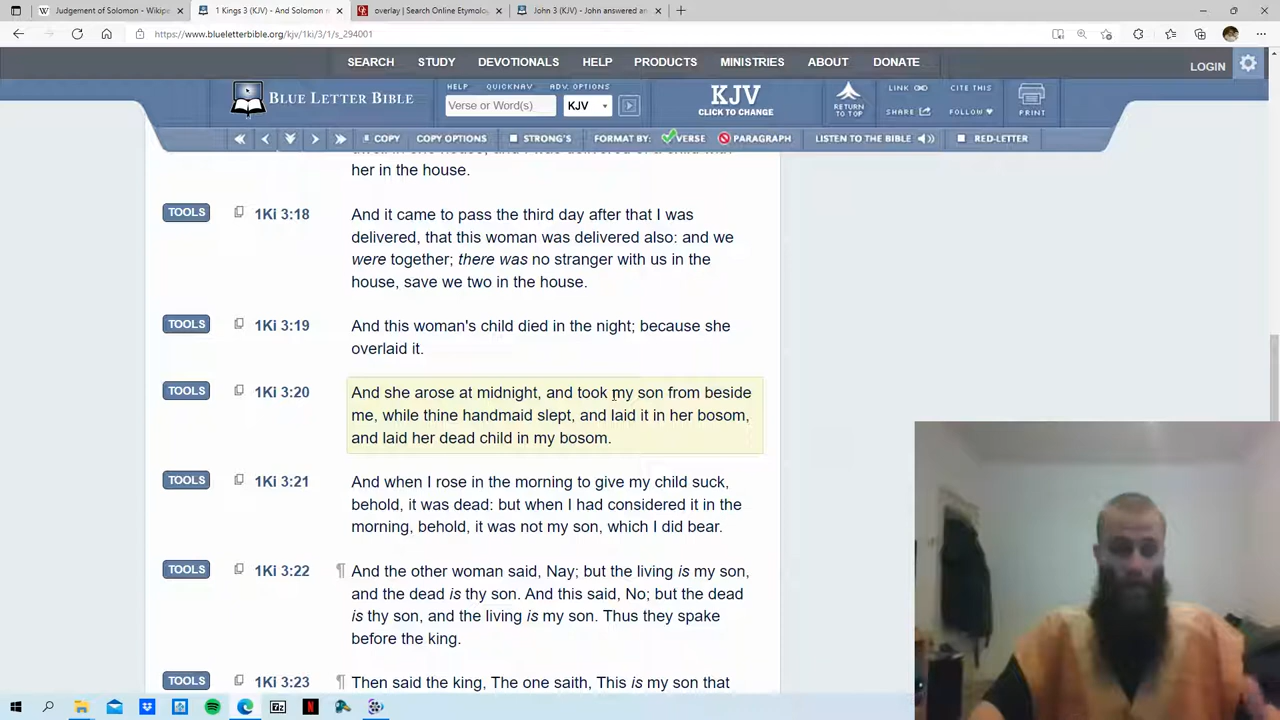 Judgement of Solomon - Wikipe
1 Kings 3 (KJV) - And Solomon m
overlay | Search Online Etymolog
John 3 (KJV) - John answered an
https://www.blueletterbible.org/kjv/1ki/3/1/s_294001
SEARCH STUDY DEVOTIONALS HELP PRODUCTS MINISTRIES ABOUT DONATE LOGIN
BLUE LETTER BIBLE
HELP QUICKNAV ADV. OPTIONS
Verse or Word(s) KJV
KJV
CLICK TO CHANGE
RETURN TO TOP
LINK CITE THIS
SHARE FOLLOW
PRINT
COPY COPY OPTIONS STRONG'S FORMAT BY: VERSE PARAGRAPH LISTEN TO THE BIBLE RED-LETTER
her in the house.
TOOLS 1Ki 3:18 And it came to pass the third day after that I was
delivered, that this woman was delivered also: and we
were together; there was no stranger with us in the
house, save we two in the house.
TOOLS 1Ki 3:19 And this woman's child died in the night; because she
overlaid it.
TOOLS 1Ki 3:20 And she arose at midnight, and took my son from beside
me, while thine handmaid slept, and laid it in her bosom,
and laid her dead child in my bosom.
TOOLS 1Ki 3:21 And when I rose in the morning to give my child suck,
behold, it was dead: but when I had considered it in the
morning, behold, it was not my son, which I did bear.
TOOLS 1Ki 3:22 ¶ And the other woman said, Nay; but the living is my son,
and the dead is thy son. And this said, No; but the dead
is thy son, and the living is my son. Thus they spake
before the king.
TOOLS 1Ki 3:23 ¶ Then said the king, The one saith, This is my son that